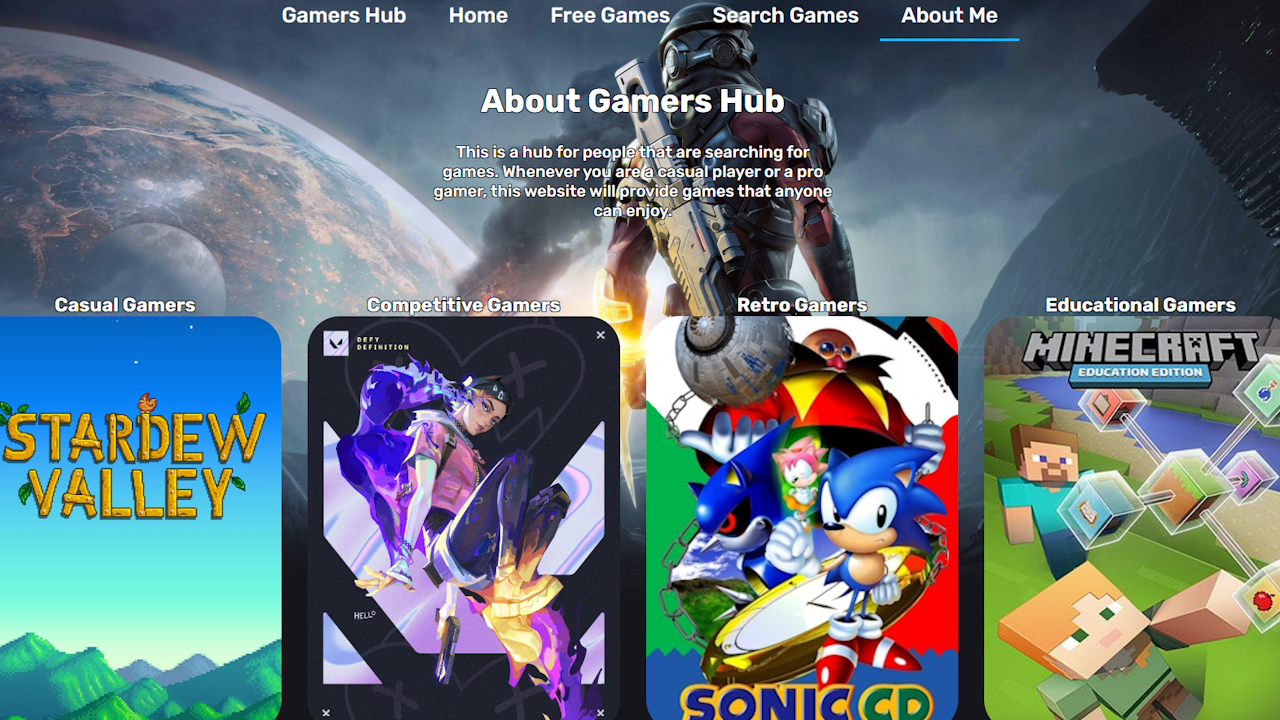 Gamers Hub Home Free Games Search Games About Me
About Gamers Hub
This is a hub for people that are searching for
games. Whenever you are a casual player or a pro
gamer, this website will provide games that anyone
can enjoy.
Casual Gamers
Competitive Gamers
Retro Gamers
Educational Gamers
STARDEW
VALLEY
DEFY
DEFINITION
HELLO
SONIC CD
MINECRAFT
EDUCATION EDITION